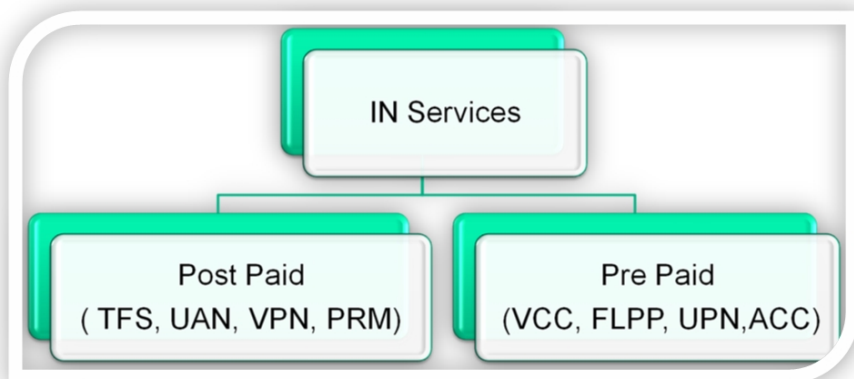 IN Services
Post Paid
( TFS, UAN, VPN, PRM)
Pre Paid
(VCC, FLPP, UPN,ACC)